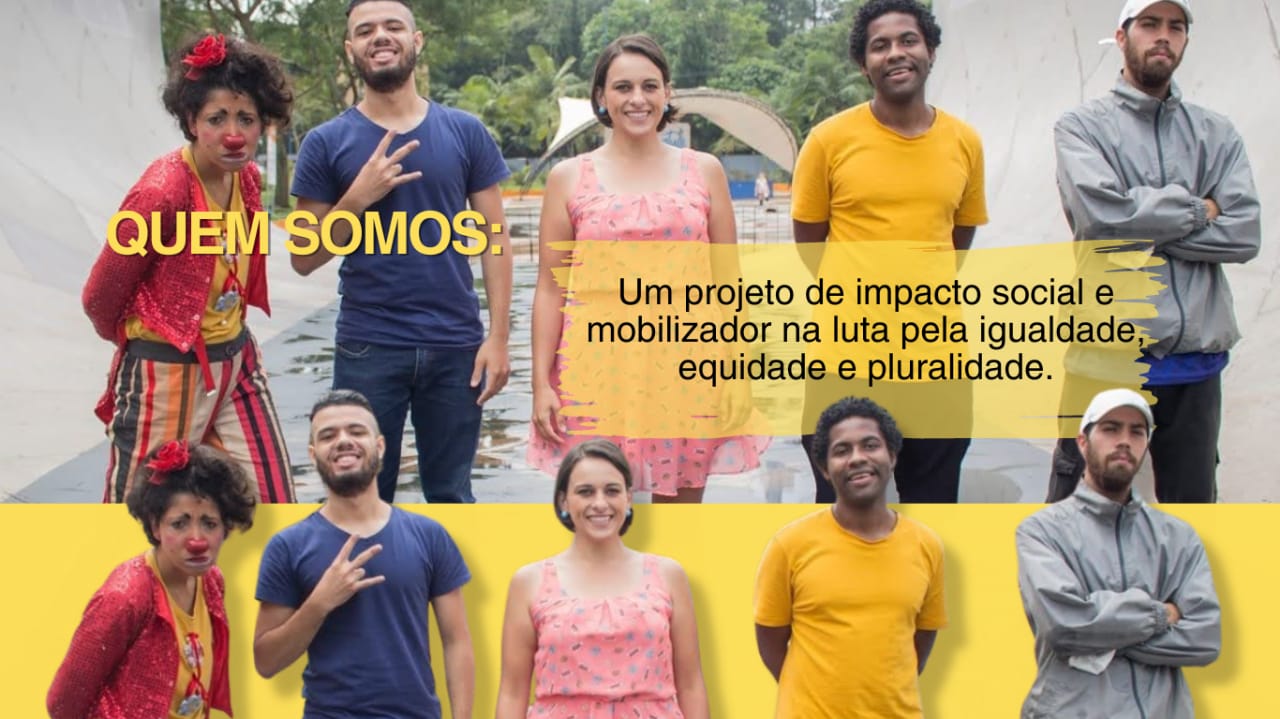 QUEM SOMOS:
Um projeto de impacto social e
mobilizador na luta pela igualdade,
equidade e pluralidade.